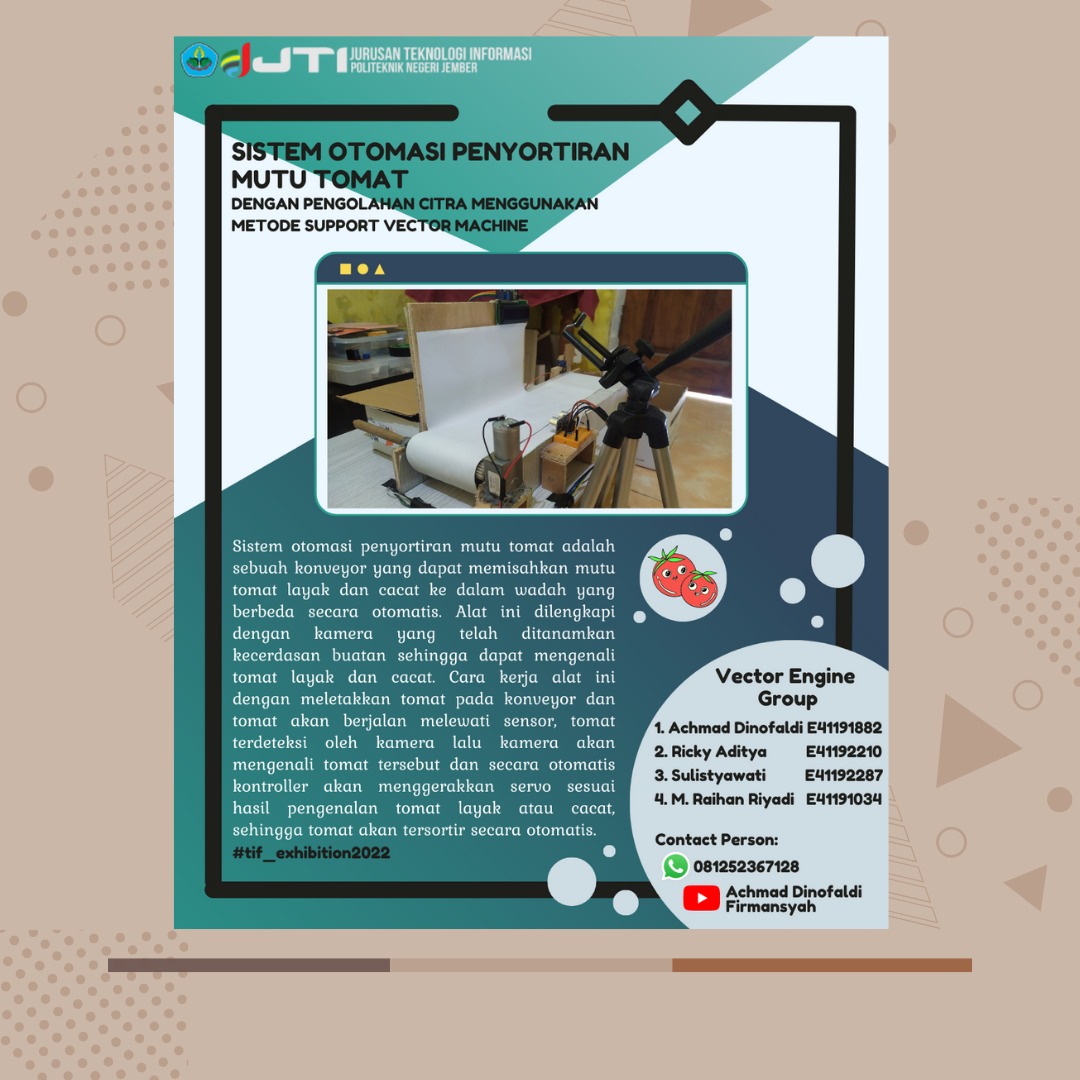 JTI JURUSAN TEKNOLOGI INFORMASI
POLITEKNIK NEGERI JEMBER
SISTEM OTOMASI PENYORTIRAN
MUTU TOMAT
DENGAN PENGOLAHAN CITRA MENGGUNAKAN
METODE SUPPORT VECTOR MACHINE
Sistem otomasi penyortiran mutu tomat adalah
sebuah konveyor yang dapat memisahkan mutu
tomat layak dan cacat ke dalam wadah yang
berbeda secara otomatis. Alat ini dilengkapi
dengan kamera yang telah ditanamkan
kecerdasan buatan sehingga dapat mengenali
tomat layak dan cacat. Cara kerja alat ini
dengan meletakkan tomat pada konveyor dan
tomat akan berjalan melewati sensor, tomat
terdeteksi oleh kamera lalu kamera akan
mengenali tomat tersebut dan secara otomatis
kontroller akan menggerakkan servo sesuai
hasil pengenalan tomat layak atau cacat,
sehingga tomat akan tersortir secara otomatis.
#tif_exhibition2022
Vector Engine
Group
1. Achmad Dinofaldi E41191882
2. Ricky Aditya E41192210
3. Sulistyawati E41192287
4. M. Raihan Riyadi E41191034
Contact Person:
081252367128
Achmad Dinofaldi
Firmansyah